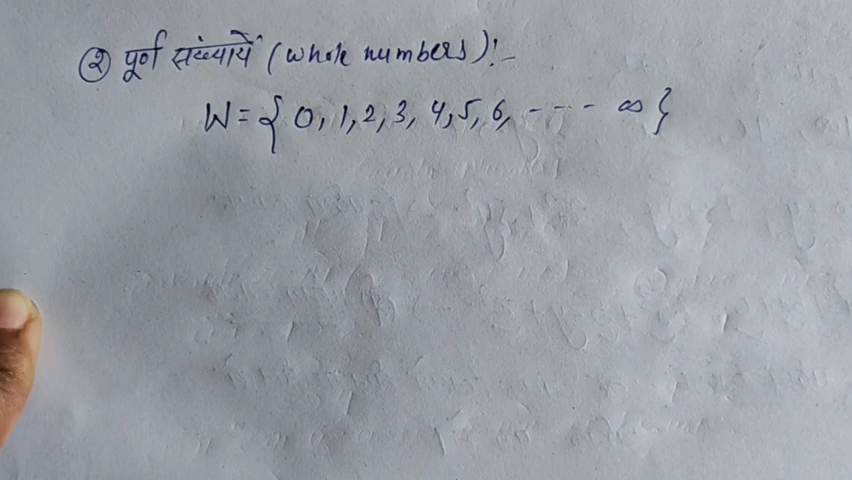 ② पूर्ण संख्यायें (whole numbers):-
W = { 0, 1, 2, 3, 4, 5, 6, ---- ∞ }